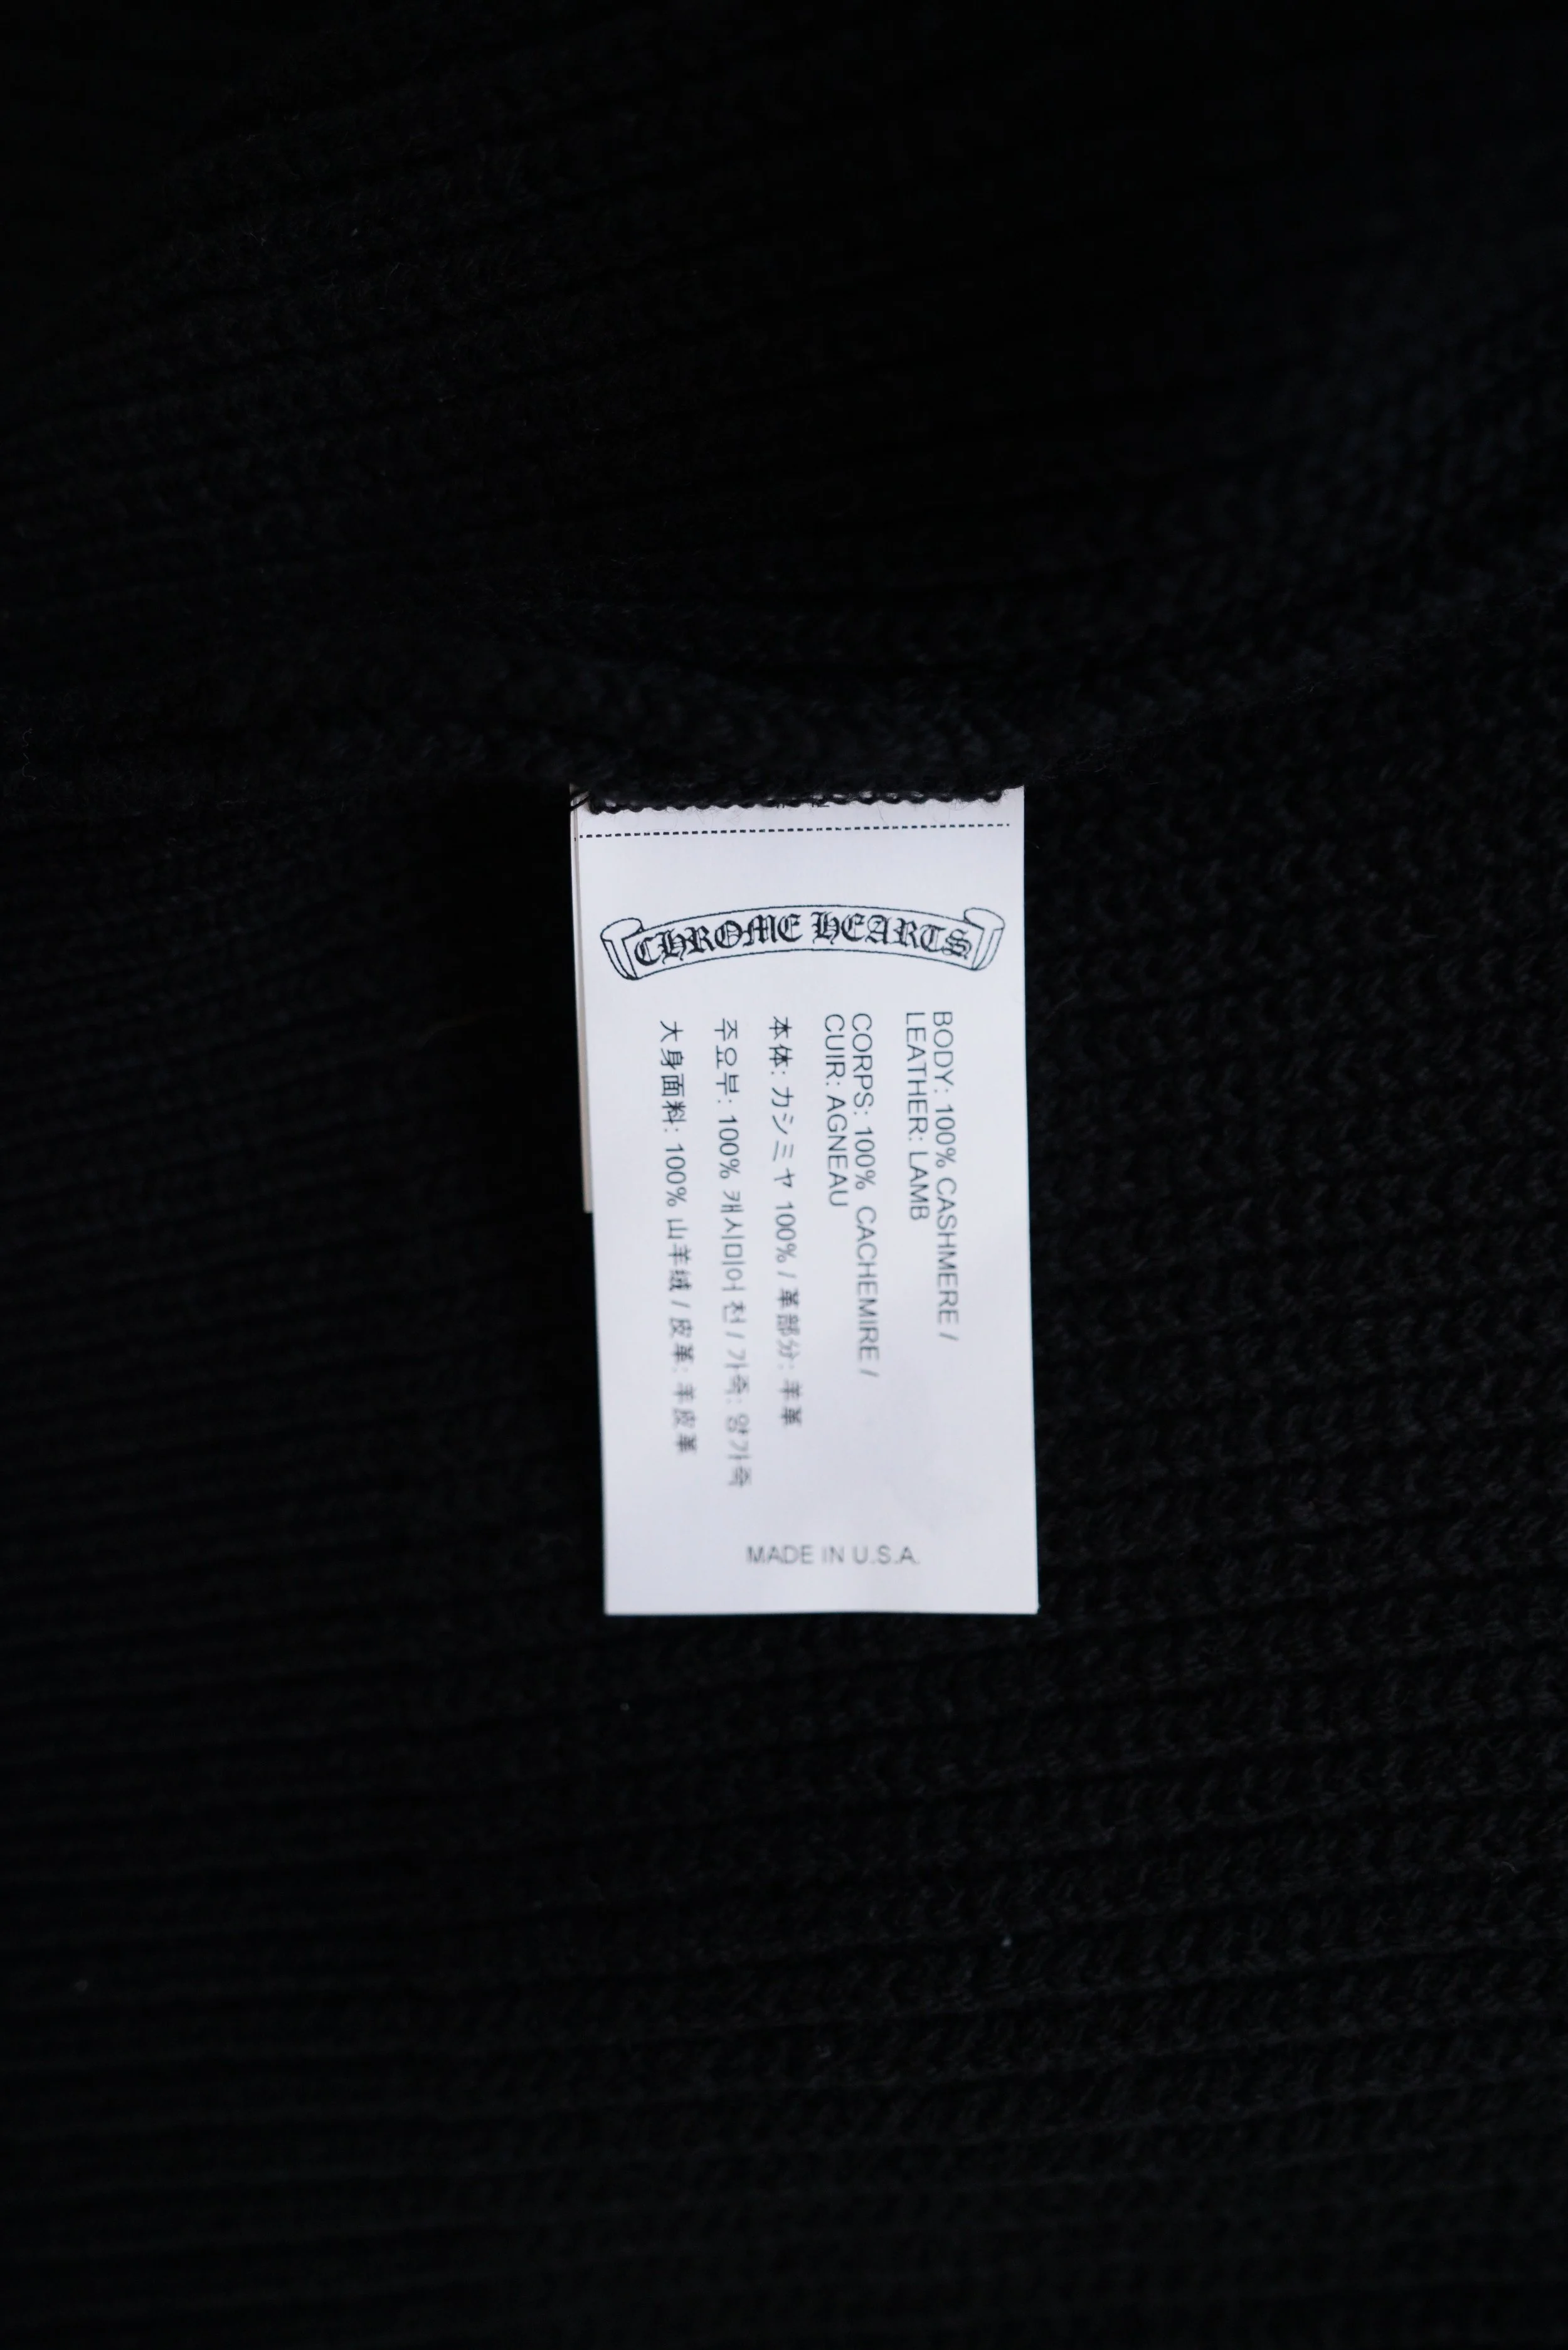 CHROME HEARTS
BODY: 100% CASHMERE /
LEATHER: LAMB
CORPS: 100% CACHEMIRE /
CUIR: AGNEAU
本体: カシミヤ 100% / 革部分: 羊革
주요부: 100% 캐시미어 천 / 가죽: 양가죽
大身面料: 100% 山羊绒 / 皮革: 羊皮革
MADE IN U.S.A.